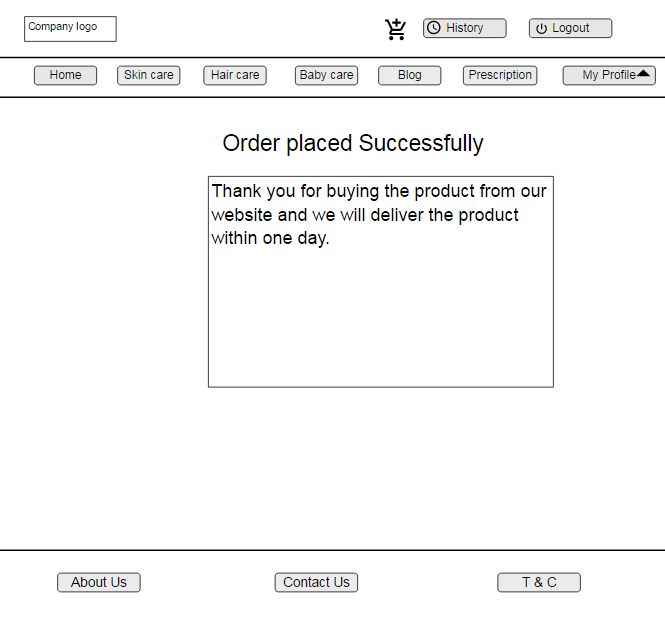 Company logo
History
Logout
Home
Skin care
Hair care
Baby care
Blog
Prescription
My Profile
Order placed Successfully
Thank you for buying the product from our
website and we will deliver the product
within one day.
About Us
Contact Us
T & C